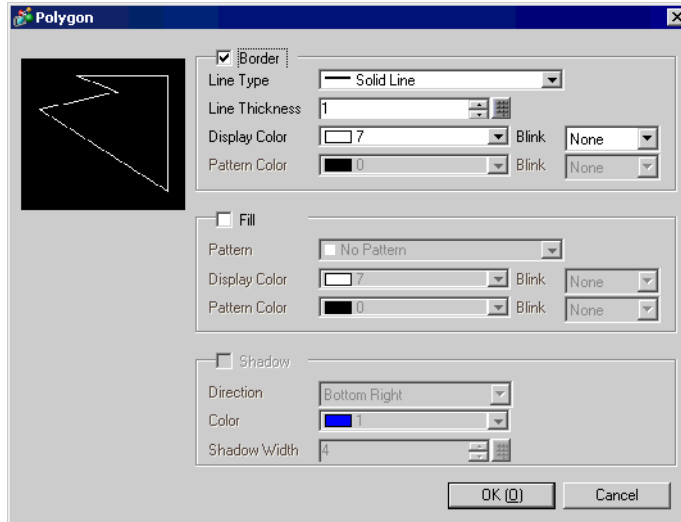 Polygon
Border
Line Type Solid Line
Line Thickness 1
Display Color 7 Blink None
Pattern Color 0 Blink None
Fill
Pattern No Pattern
Display Color 7 Blink None
Pattern Color 0 Blink None
Shadow
Direction Bottom Right
Color 1
Shadow Width 4
OK (O) Cancel